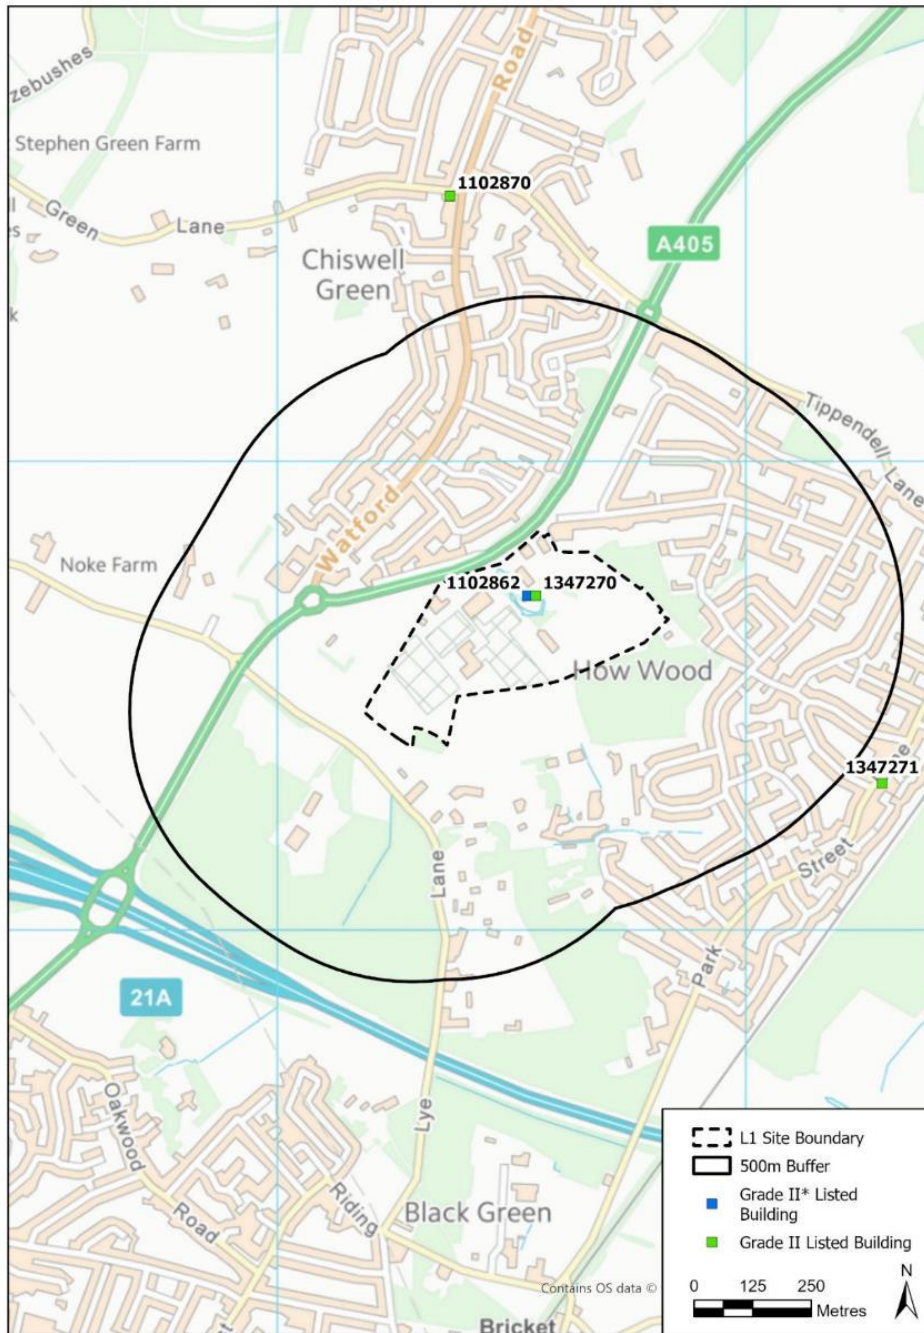 zebushes
Road
Stephen Green Farm
1102870
Green
Lane
Chiswell
Green
A405
Tippendell
Lane
Watford
Noke Farm
1102862
1347270
How Wood
1347271
Street
Lane
Park
21A
Oakwood
Road
Lye
Riding
Black Green
Contains OS data ©
Bricket
L1 Site Boundary
500m Buffer
Grade II* Listed
Building
Grade II Listed Building
N
0 125 250
Metres